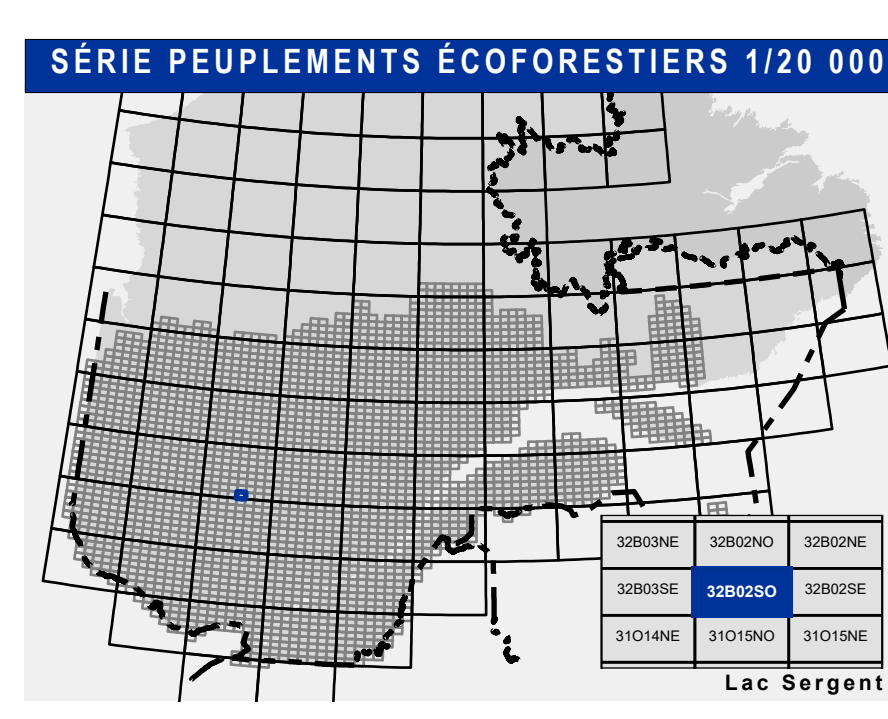 SÉRIE PEUPLEMENTS ÉCOFORESTIERS 1/20 000
32B03NE 32B02NO 32B02NE
32B03SE 32B02SO 32B02SE
31O14NE 31O15NO 31O15NE
Lac Sergent